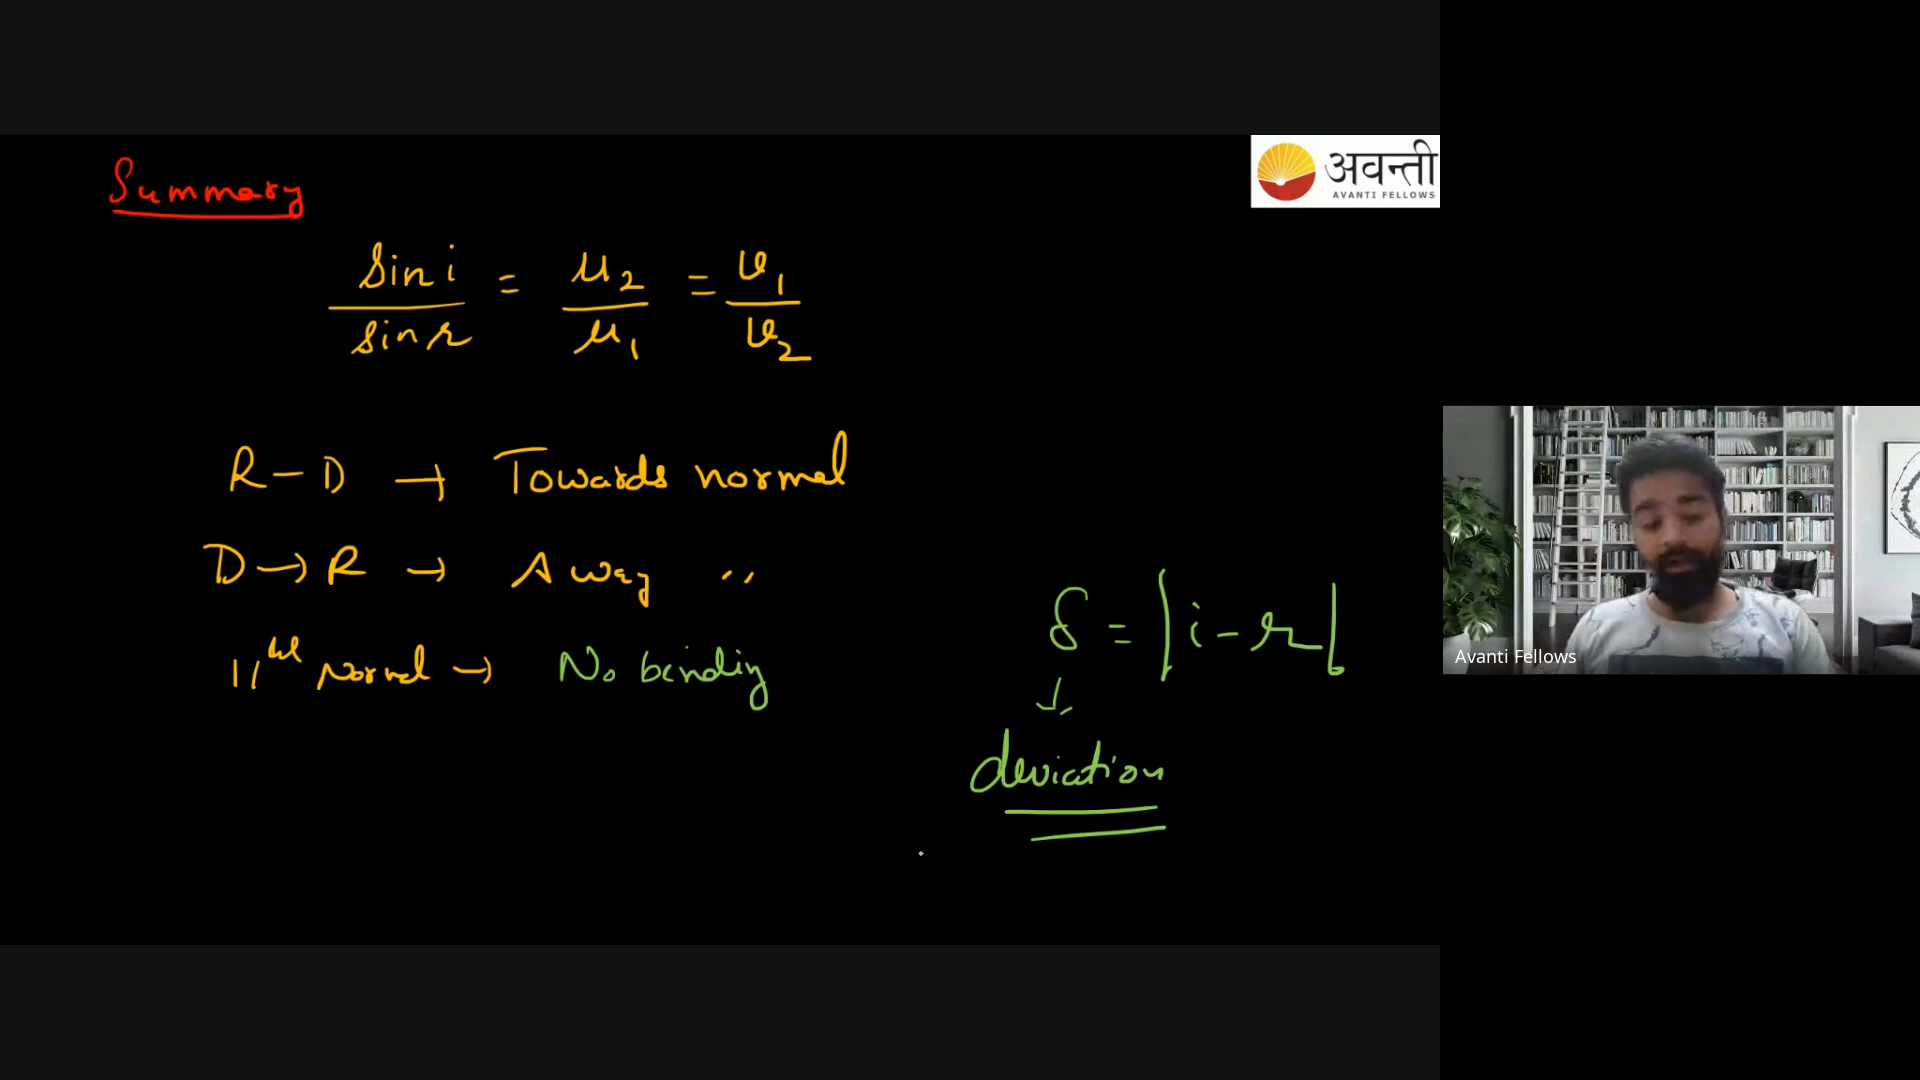 Summary
अवन्ती
AVANTI FELLOWS
sin i / sin r = μ2 / μ1 = v1 / v2
R – D → Towards normal
D → R → Away ,,
11lel Normal → No bending
δ = |i - r|
↓
deviation
Avanti Fellows